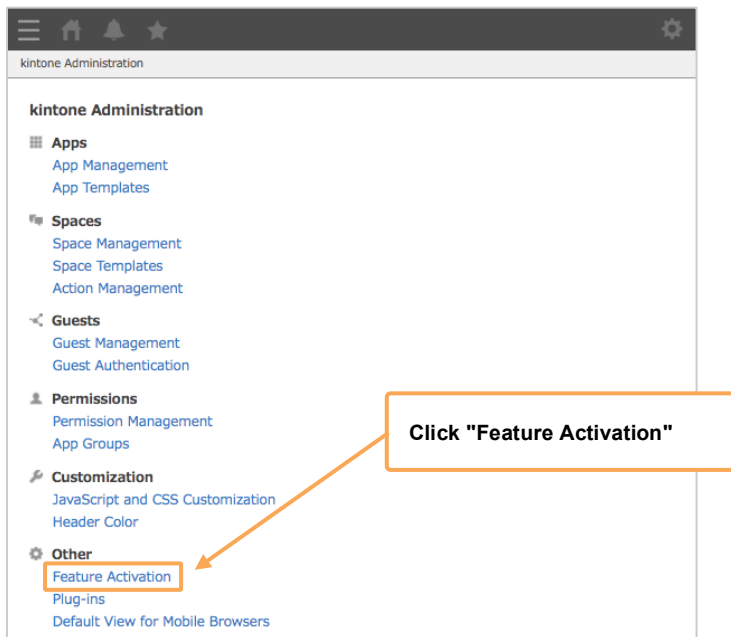 kintone Administration
kintone Administration
Apps
App Management
App Templates
Spaces
Space Management
Space Templates
Action Management
Guests
Guest Management
Guest Authentication
Permissions
Permission Management
App Groups
Click "Feature Activation"
Customization
JavaScript and CSS Customization
Header Color
Other
Feature Activation
Plug-ins
Default View for Mobile Browsers